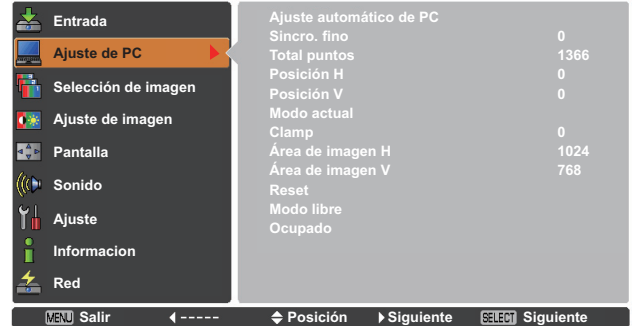 Entrada
Ajuste de PC
Selección de imagen
Ajuste de imagen
Pantalla
Sonido
Ajuste
Informacion
Red
Ajuste automático de PC
Sincro. fino 0
Total puntos 1366
Posición H 0
Posición V 0
Modo actual
Clamp 0
Área de imagen H 1024
Área de imagen V 768
Reset
Modo libre
Ocupado
MENU Salir ----- Posición Siguiente SELECT Siguiente